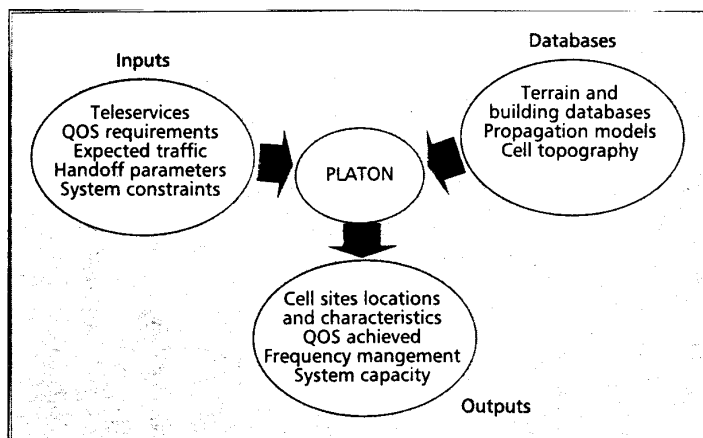 Inputs
Teleservices
QOS requirements
Expected traffic
Handoff parameters
System constraints
Databases
Terrain and
building databases
Propagation models
Cell topography
PLATON
Cell sites locations
and characteristics
QOS achieved
Frequency mangement
System capacity
Outputs